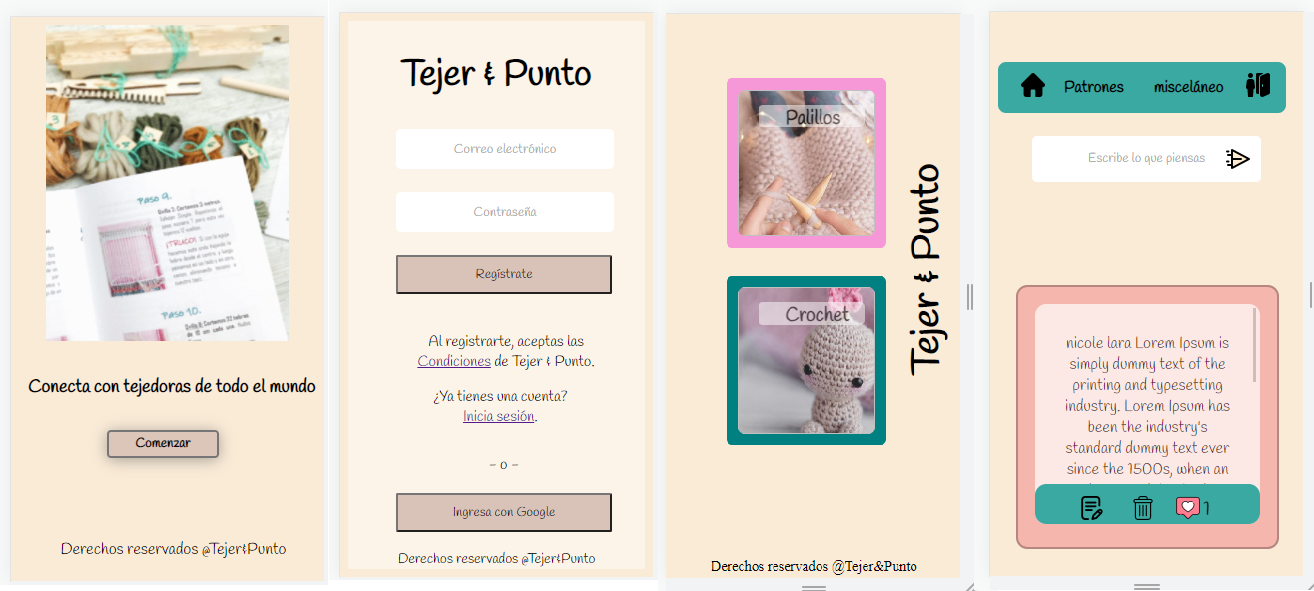 Paso 9.
¡TRUCO!
Paso 10.
Conecta con tejedoras de todo el mundo
Comenzar
Derechos reservados @Tejer&Punto
Tejer & Punto
Correo electrónico
Contraseña
Regístrate
Al registrarte, aceptas las
Condiciones de Tejer & Punto.
¿Ya tienes una cuenta?
Inicia sesión.
- o -
Ingresa con Google
Derechos reservados @Tejer&Punto
Palillos
Crochet
Tejer & Punto
Derechos reservados @Tejer&Punto
Patrones misceláneo
Escribe lo que piensas
nicole lara Lorem Ipsum is
simply dummy text of the
printing and typesetting
industry. Lorem Ipsum has
been the industry's
standard dummy text ever
since the 1500s, when an
1